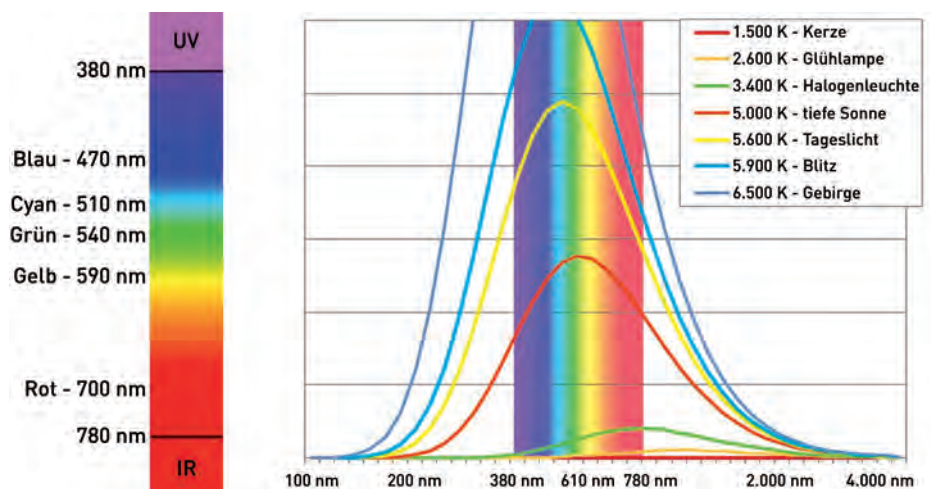 UV
380 nm
Blau - 470 nm
Cyan - 510 nm
Grün - 540 nm
Gelb - 590 nm
Rot - 700 nm
780 nm
IR
1.500 K - Kerze
2.600 K - Glühlampe
3.400 K - Halogenleuchte
5.000 K - tiefe Sonne
5.600 K - Tageslicht
5.900 K - Blitz
6.500 K - Gebirge
100 nm 200 nm 380 nm 610 nm 780 nm 2.000 nm 4.000 nm